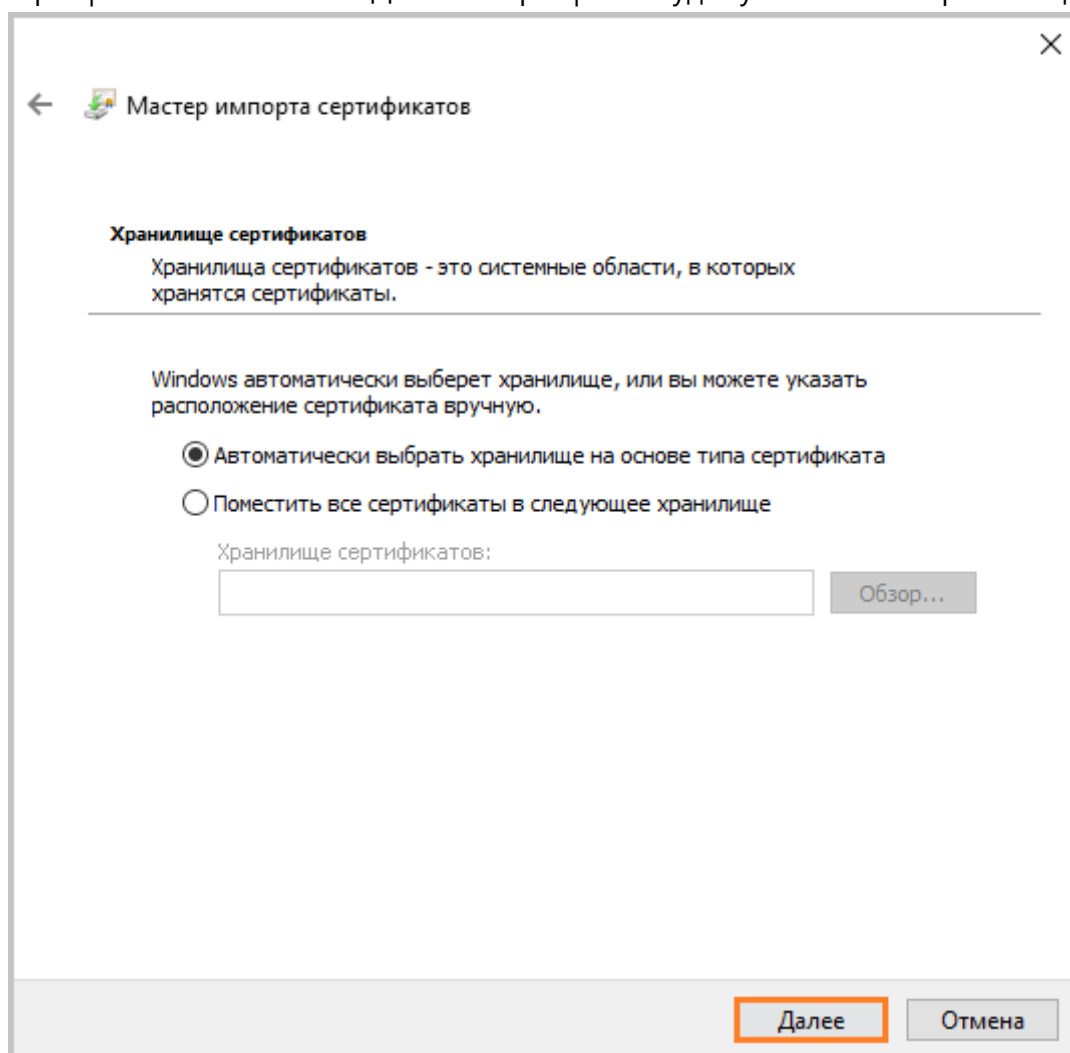 Мастер импорта сертификатов
Хранилище сертификатов
Хранилища сертификатов - это системные области, в которых
хранятся сертификаты.
Windows автоматически выберет хранилище, или вы можете указать
расположение сертификата вручную.
Автоматически выбрать хранилище на основе типа сертификата
Поместить все сертификаты в следующее хранилище
Хранилище сертификатов:
Обзор...
Далее
Отмена